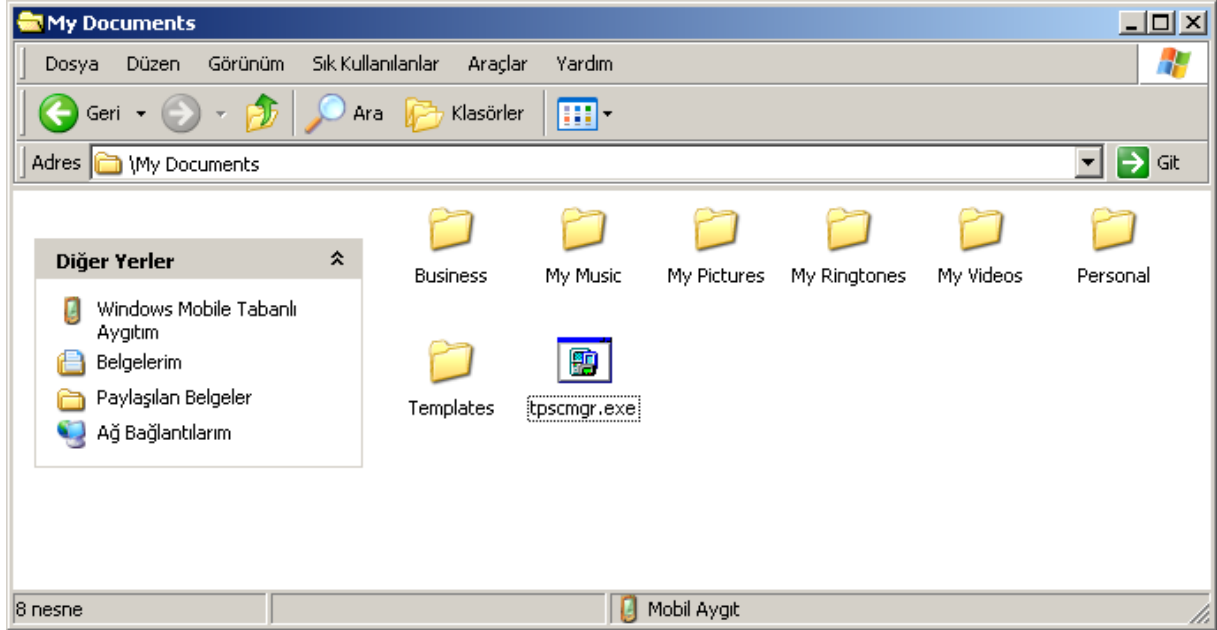 My Documents
Dosya Düzen Görünüm Sık Kullanılanlar Araçlar Yardım
Geri Ara Klasörler
Adres \My Documents Git
Diğer Yerler
Windows Mobile Tabanlı
Aygıtım
Belgelerim
Paylaşılan Belgeler
Ağ Bağlantılarım
Business My Music My Pictures My Ringtones My Videos Personal
Templates tpscmgr.exe
8 nesne Mobil Aygıt